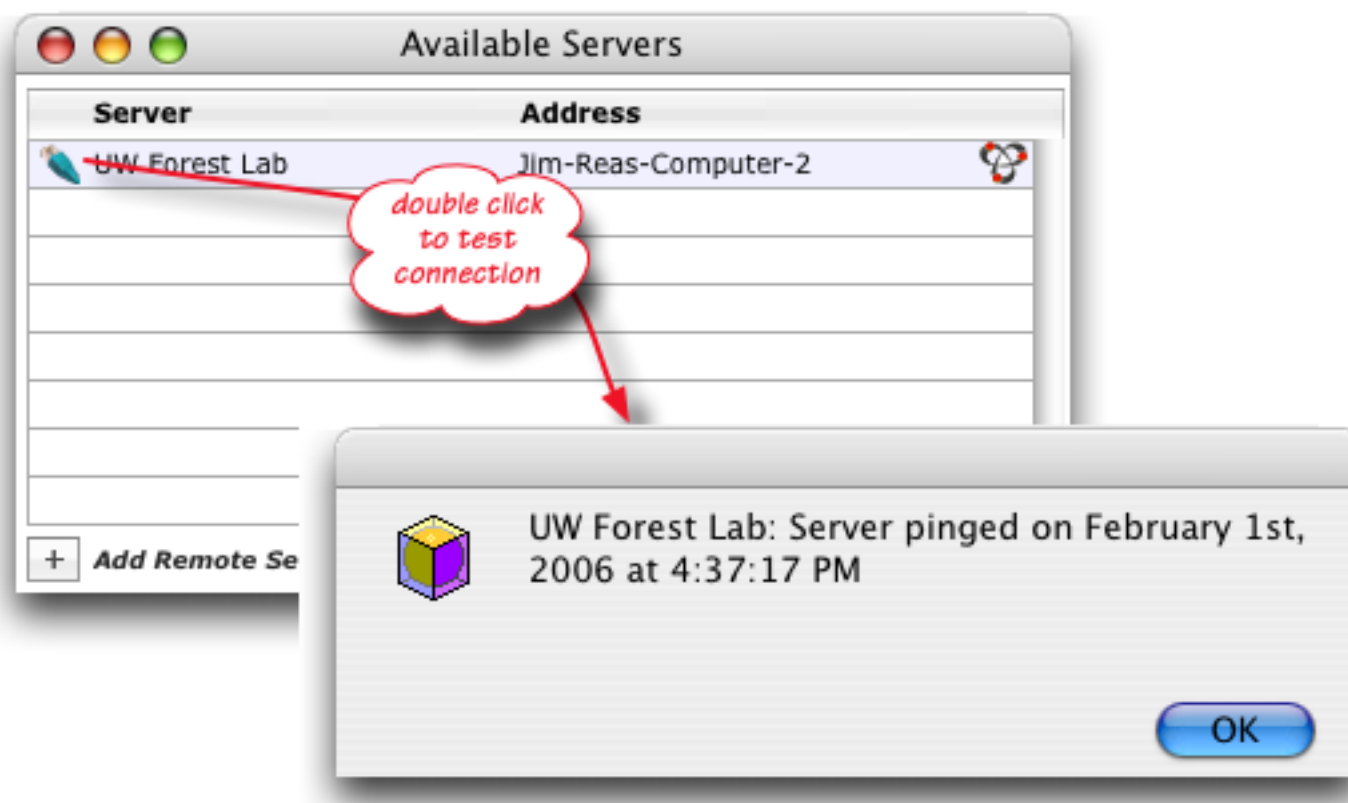 Available Servers
Server Address
UW Forest Lab Jim-Reas-Computer-2
double click
to test
connection
+ Add Remote Se
UW Forest Lab: Server pinged on February 1st,
2006 at 4:37:17 PM
OK